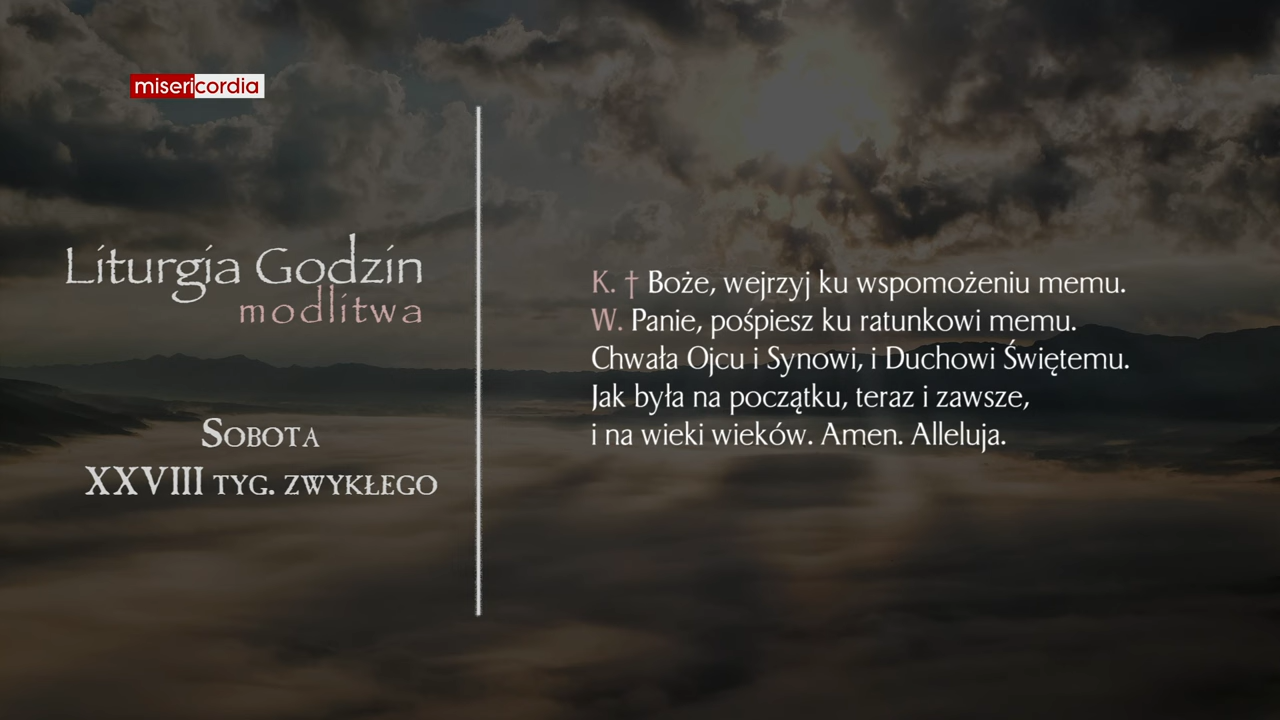 misericordia
Liturgia Godzin
modlitwa
Sobota
XXVIII tyg. zwykłego
K. † Boże, wejrzyj ku wspomożeniu memu.
W. Panie, pośpiesz ku ratunkowi memu.
Chwała Ojcu i Synowi, i Duchowi Świętemu.
Jak była na początku, teraz i zawsze,
i na wieki wieków. Amen. Alleluja.